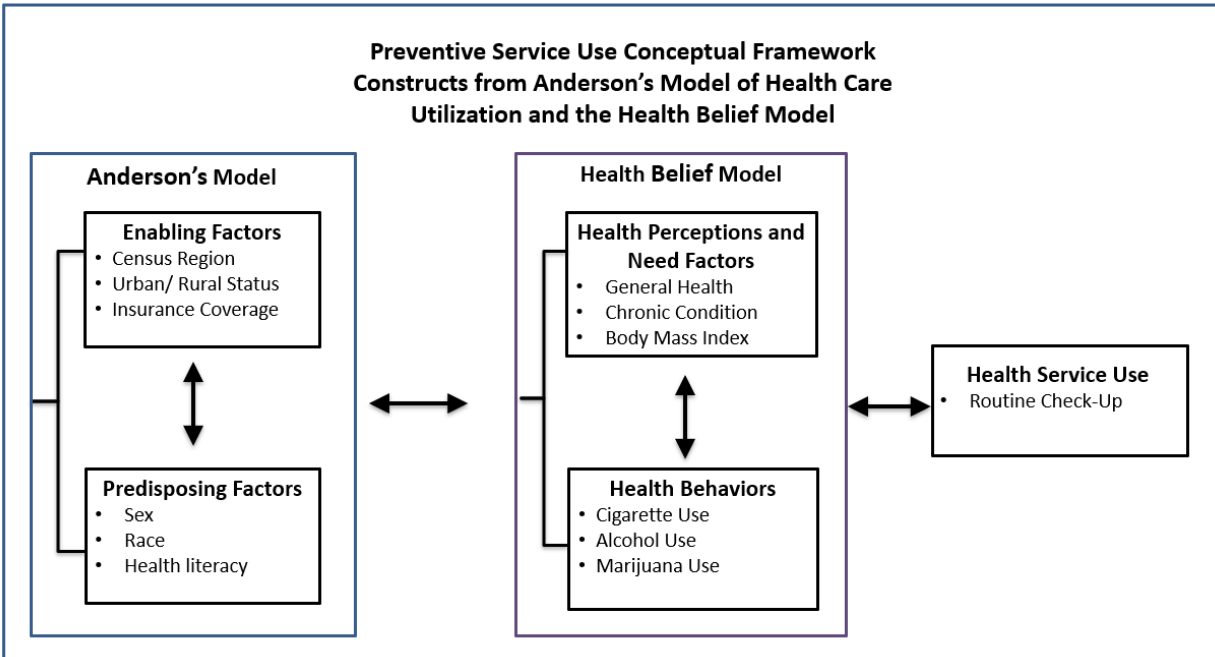 Preventive Service Use Conceptual Framework
Constructs from Anderson’s Model of Health Care
Utilization and the Health Belief Model
Anderson’s Model
Enabling Factors
• Census Region
• Urban/ Rural Status
• Insurance Coverage
Predisposing Factors
• Sex
• Race
• Health literacy
Health Belief Model
Health Perceptions and
Need Factors
• General Health
• Chronic Condition
• Body Mass Index
Health Behaviors
• Cigarette Use
• Alcohol Use
• Marijuana Use
Health Service Use
• Routine Check-Up